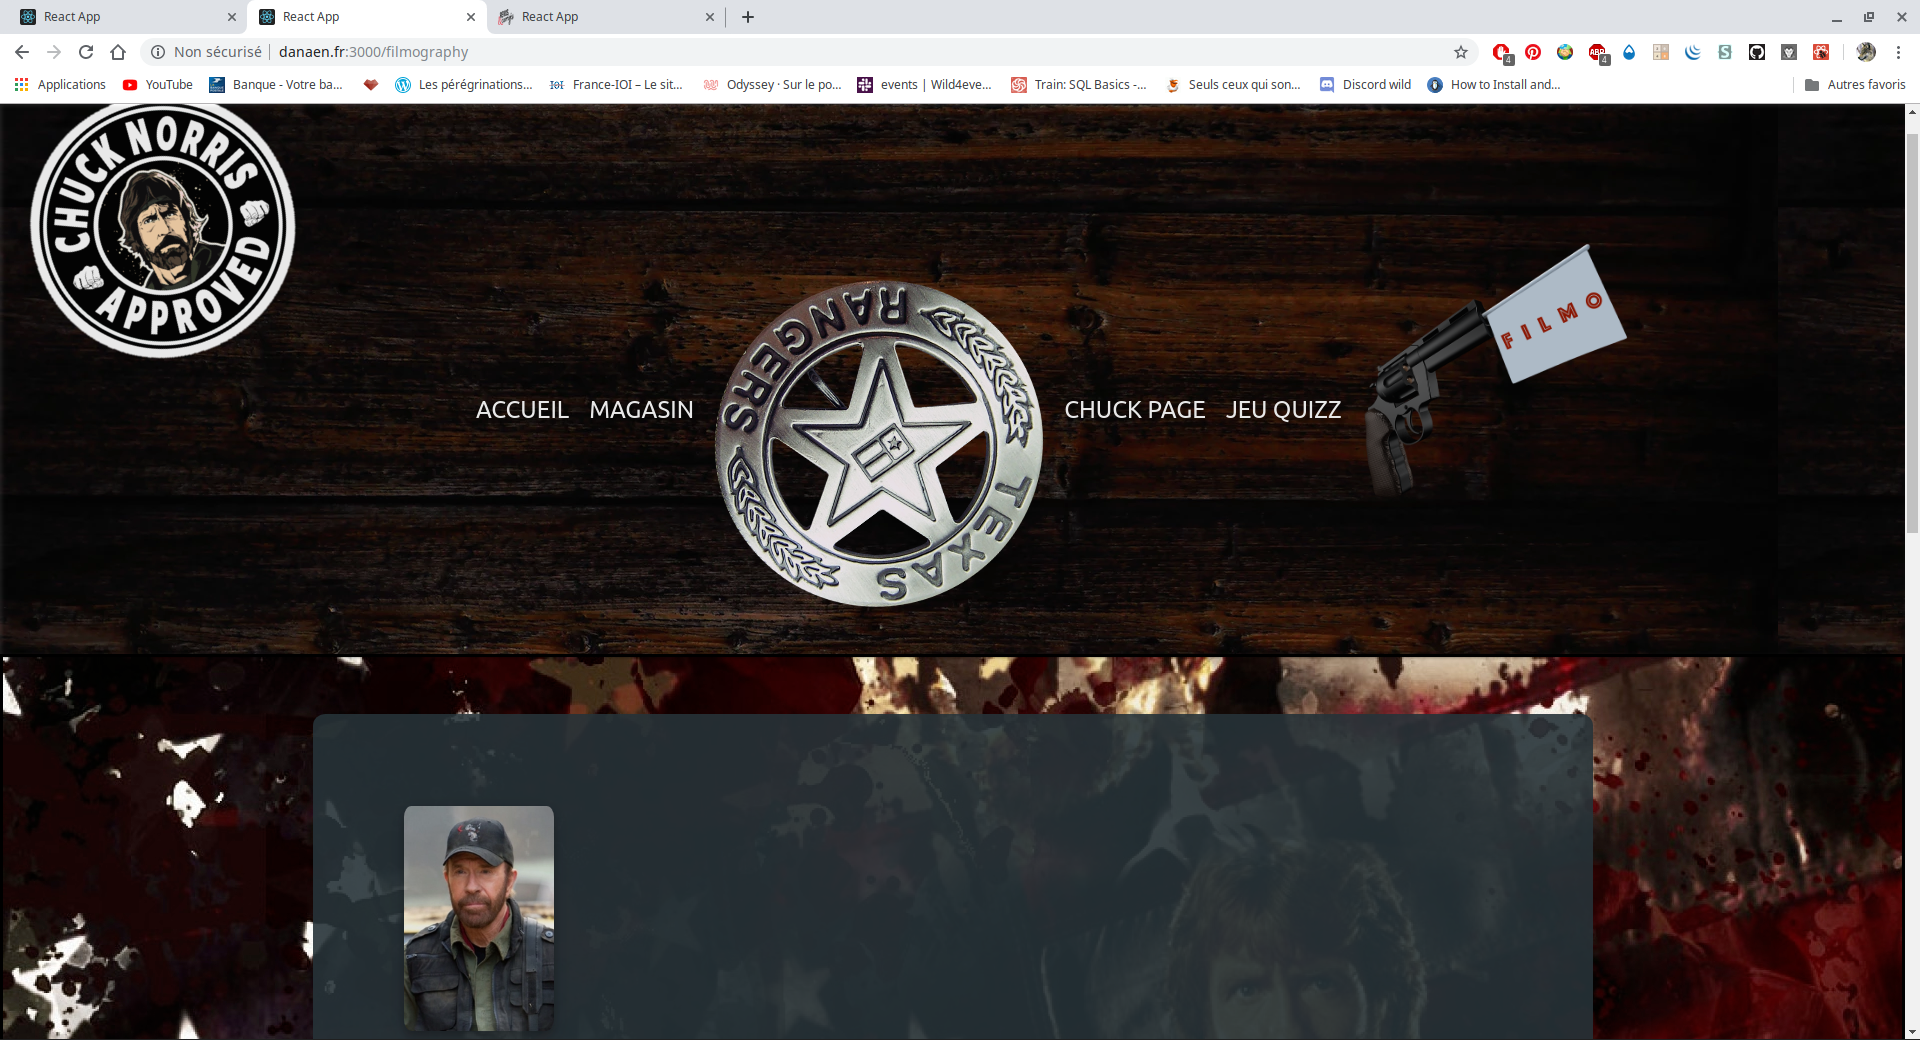 React App
React App
React App
Non sécurisé danaen.fr:3000/filmography
4
4
Applications YouTube Banque - Votre ba... Les pérégrinations... France-IOI – Le sit... Odyssey · Sur le po... events | Wild4eve... Train: SQL Basics -... Seuls ceux qui son... Discord wild How to Install and... Autres favoris
CHUCK NORRIS
APPROVED
ACCUEIL MAGASIN
TEXAS
RANGERS
CHUCK PAGE JEU QUIZZ
FILMO